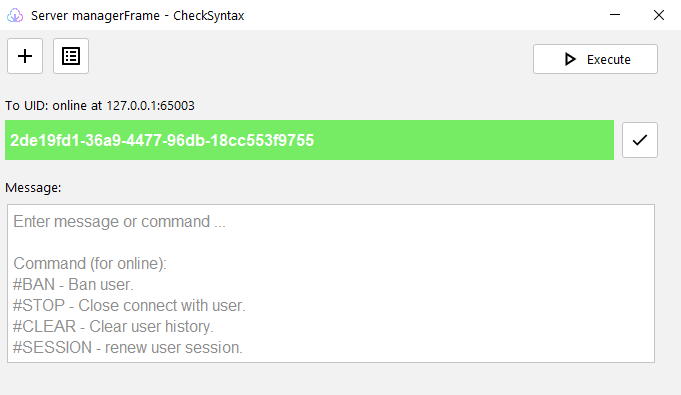 Server managerFrame - CheckSyntax
Execute
To UID: online at 127.0.0.1:65003
2de19fd1-36a9-4477-96db-18cc553f9755
Message:
Enter message or command ...
Command (for online):
#BAN - Ban user.
#STOP - Close connect with user.
#CLEAR - Clear user history.
#SESSION - renew user session.